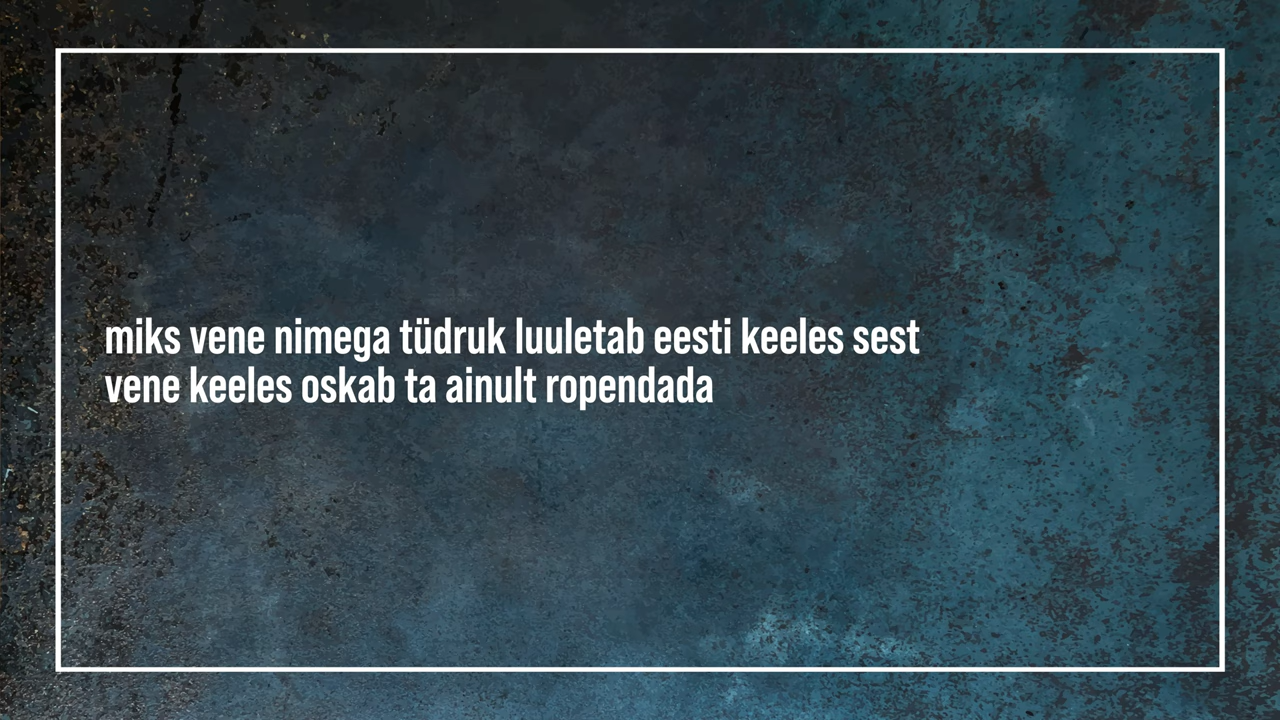 miks vene nimega tüdruk luuletab eesti keeles sest
vene keeles oskab ta ainult ropendada